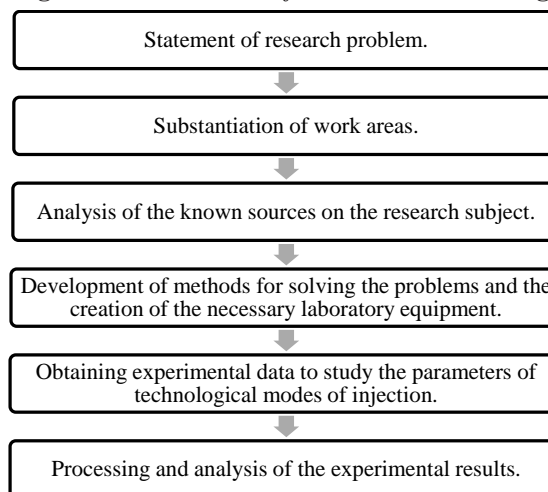 Statement of research problem.
Substantiation of work areas.
Analysis of the known sources on the research subject.
Development of methods for solving the problems and the
creation of the necessary laboratory equipment.
Obtaining experimental data to study the parameters of
technological modes of injection.
Processing and analysis of the experimental results.